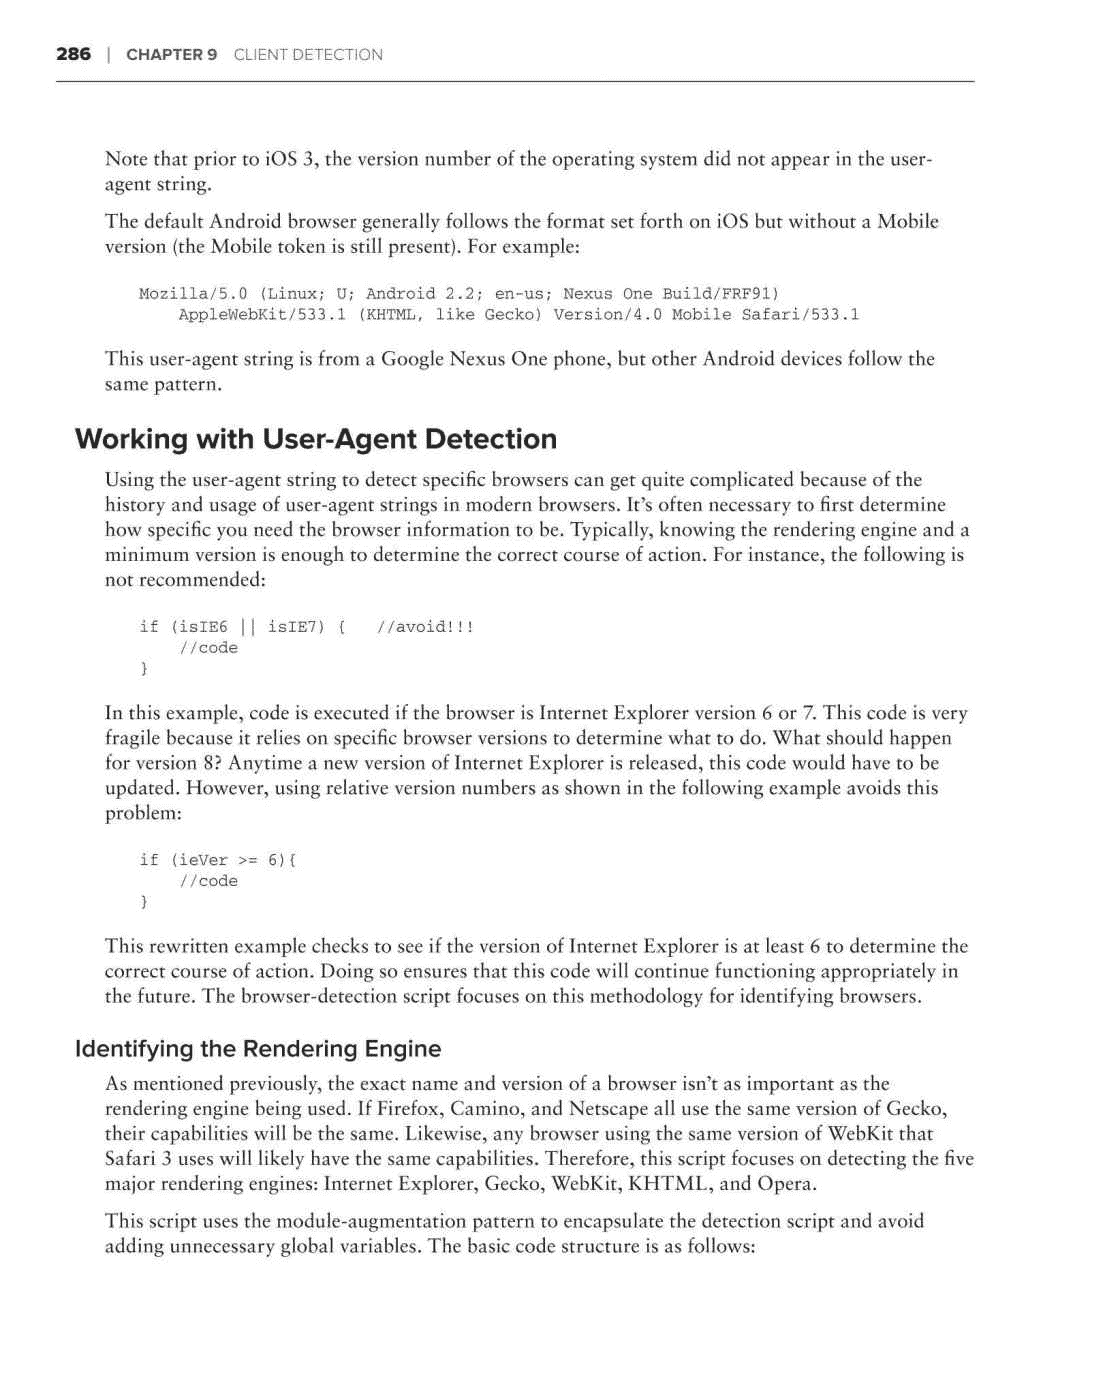 286 | CHAPTER 9 CLIENT DETECTION
Note that prior to iOS 3, the version number of the operating system did not appear in the user-
agent string.
The default Android browser generally follows the format set forth on iOS but without a Mobile
version (the Mobile token is still present). For example:
Mozilla/5.0 (Linux; U; Android 2.2; en-us; Nexus One Build/FRF91)
AppleWebKit/533.1 (KHTML, like Gecko) Version/4.0 Mobile Safari/533.1
This user-agent string is from a Google Nexus One phone, but other Android devices follow the
same pattern.
Working with User-Agent Detection
Using the user-agent string to detect specific browsers can get quite complicated because of the
history and usage of user-agent strings in modern browsers. It's often necessary to first determine
how specific you need the browser information to be. Typically, knowing the rendering engine and a
minimum version is enough to determine the correct course of action. For instance, the following is
not recommended:
if (isIE6 || isIE7) { //avoid!!!
//code
}
In this example, code is executed if the browser is Internet Explorer version 6 or 7. This code is very
fragile because it relies on specific browser versions to determine what to do. What should happen
for version 8? Anytime a new version of Internet Explorer is released, this code would have to be
updated. However, using relative version numbers as shown in the following example avoids this
problem:
if (ieVer >= 6){
//code
}
This rewritten example checks to see if the version of Internet Explorer is at least 6 to determine the
correct course of action. Doing so ensures that this code will continue functioning appropriately in
the future. The browser-detection script focuses on this methodology for identifying browsers.
Identifying the Rendering Engine
As mentioned previously, the exact name and version of a browser isn't as important as the
rendering engine being used. If Firefox, Camino, and Netscape all use the same version of Gecko,
their capabilities will be the same. Likewise, any browser using the same version of WebKit that
Safari 3 uses will likely have the same capabilities. Therefore, this script focuses on detecting the five
major rendering engines: Internet Explorer, Gecko, WebKit, KHTML, and Opera.
This script uses the module-augmentation pattern to encapsulate the detection script and avoid
adding unnecessary global variables. The basic code structure is as follows: